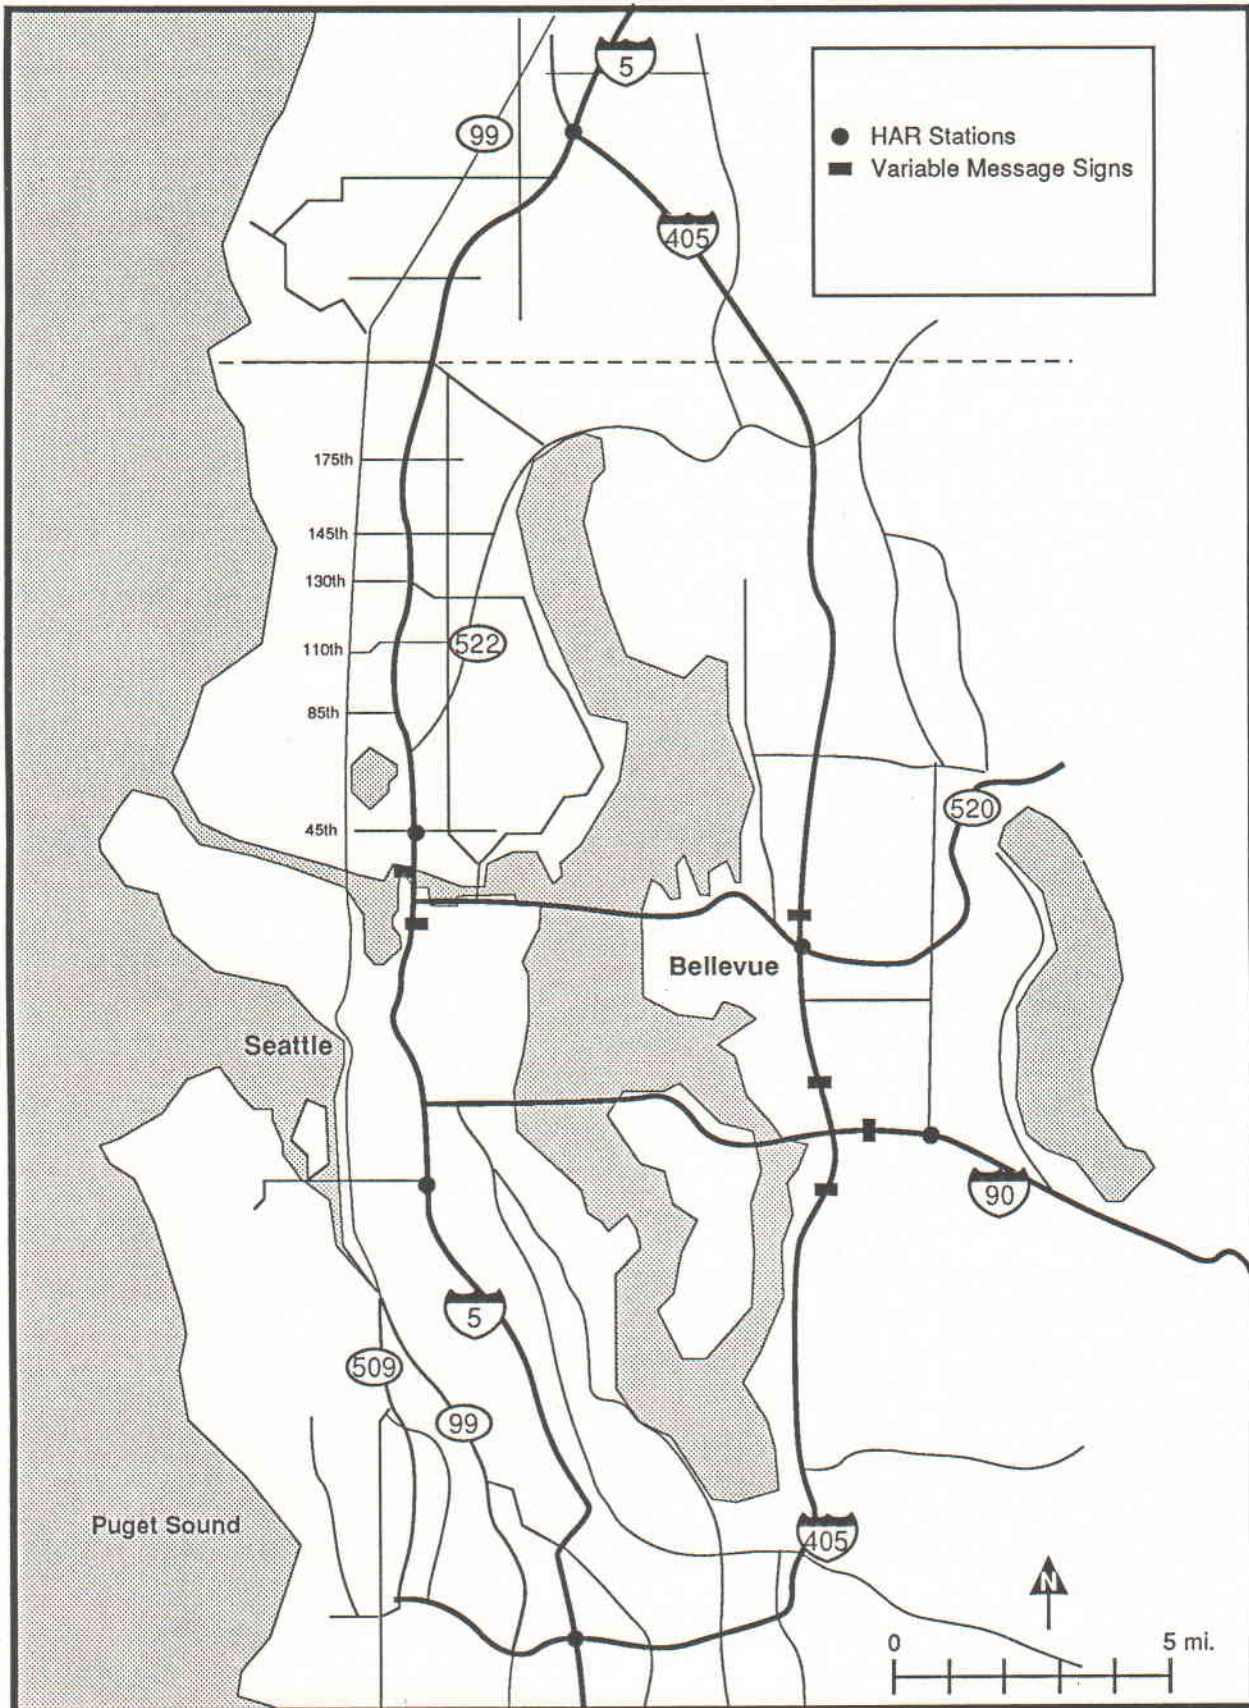 5
99
HAR Stations
Variable Message Signs
405
175th
145th
130th
110th
522
85th
45th
520
Bellevue
Seattle
90
5
509
99
Puget Sound
405
N
0 5 mi.